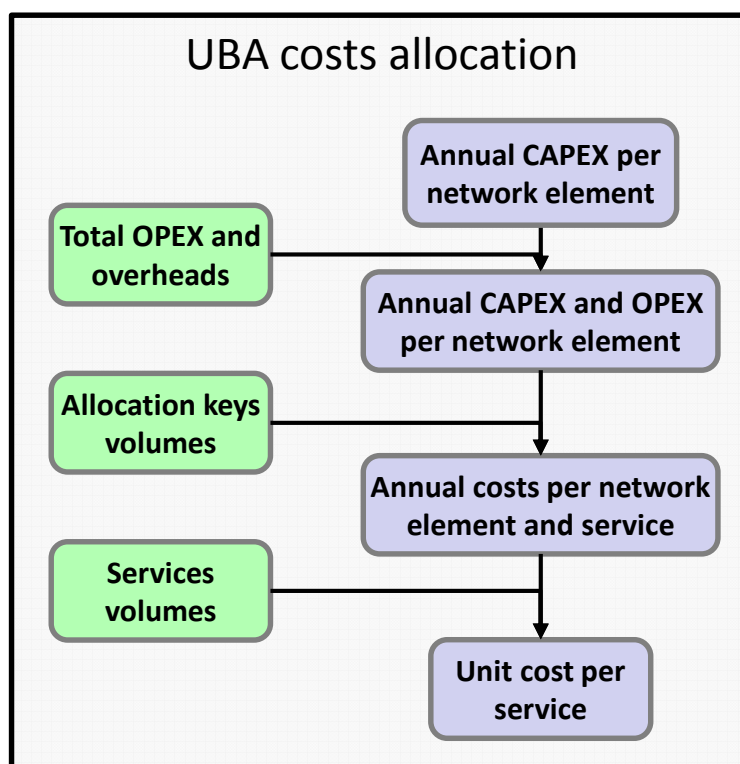 UBA costs allocation
Annual CAPEX per
network element
Total OPEX and
overheads
Annual CAPEX and OPEX
per network element
Allocation keys
volumes
Annual costs per network
element and service
Services
volumes
Unit cost per
service